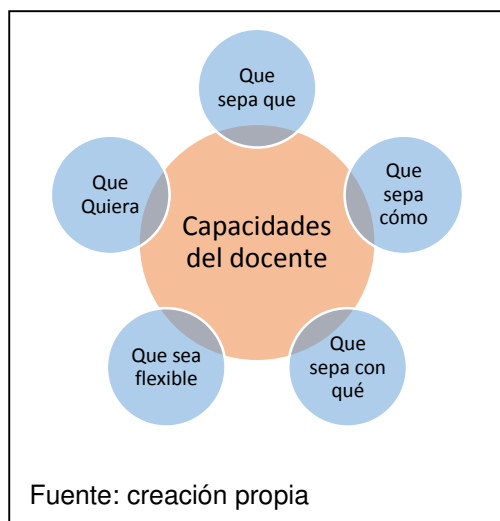 Que
sepa que
Que
sepa
cómo
Que
sepa con
qué
Que sea
flexible
Que
Quiera
Capacidades
del docente
Fuente: creación propia